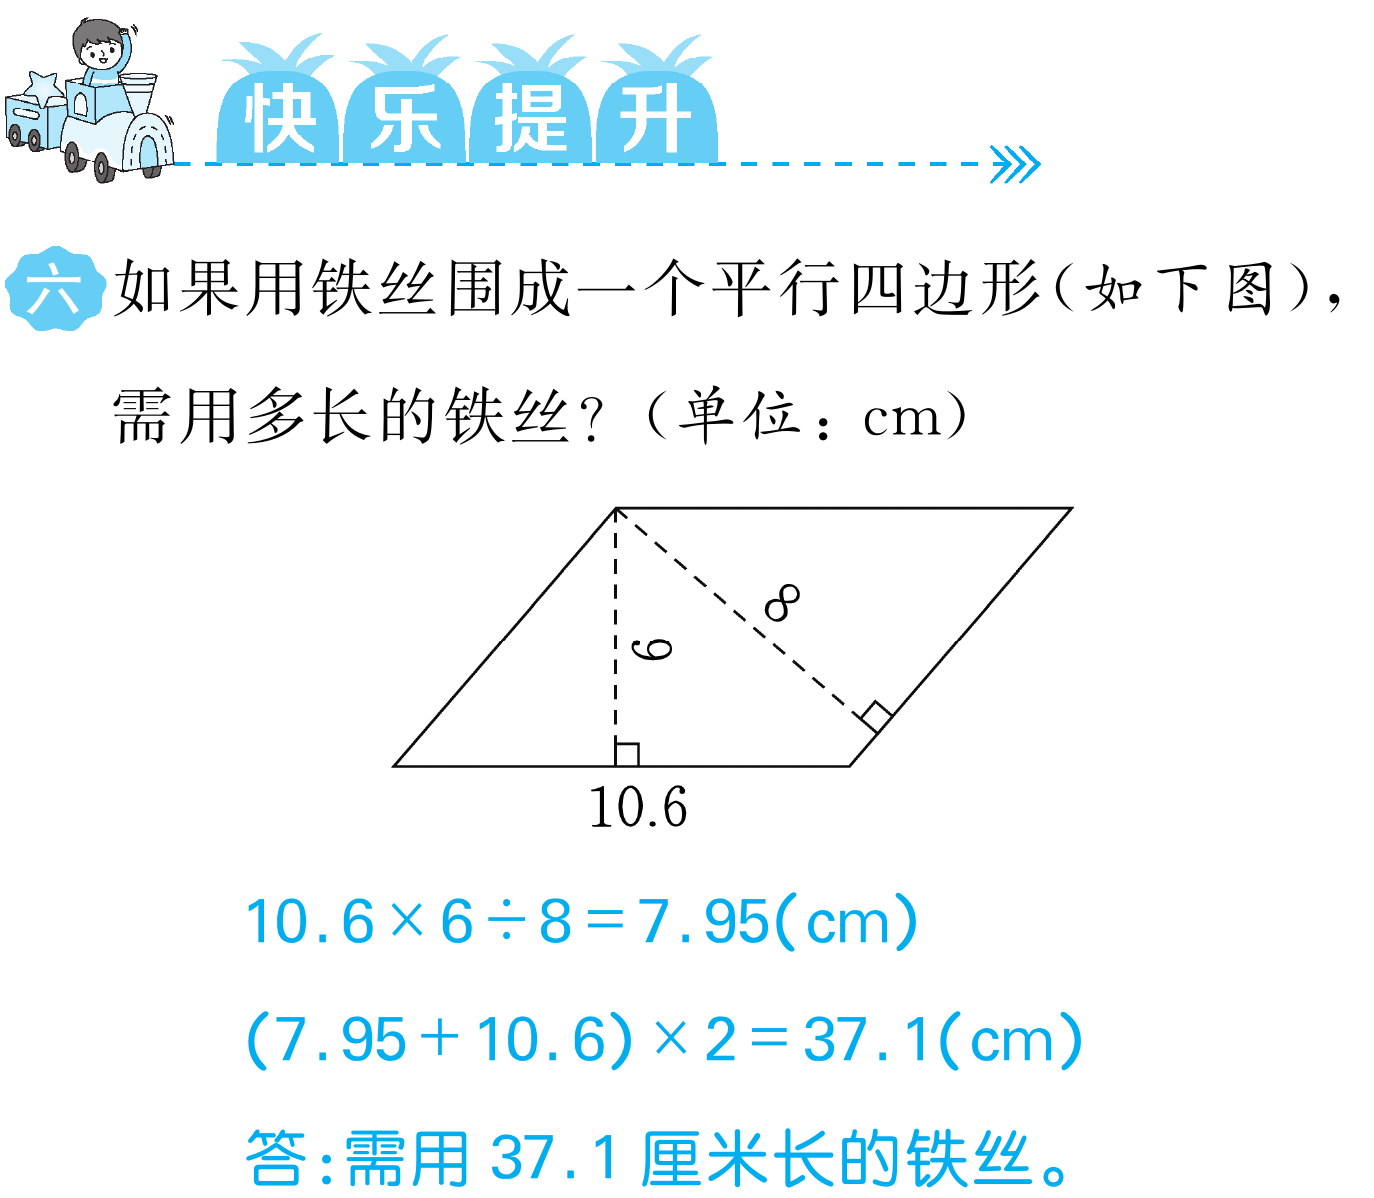 快乐提升
六 如果用铁丝围成一个平行四边形(如下图),
需用多长的铁丝?(单位:cm)
8
6
10.6
10.6×6÷8=7.95(cm)
(7.95+10.6)×2=37.1(cm)
答:需用 37.1 厘米长的铁丝。